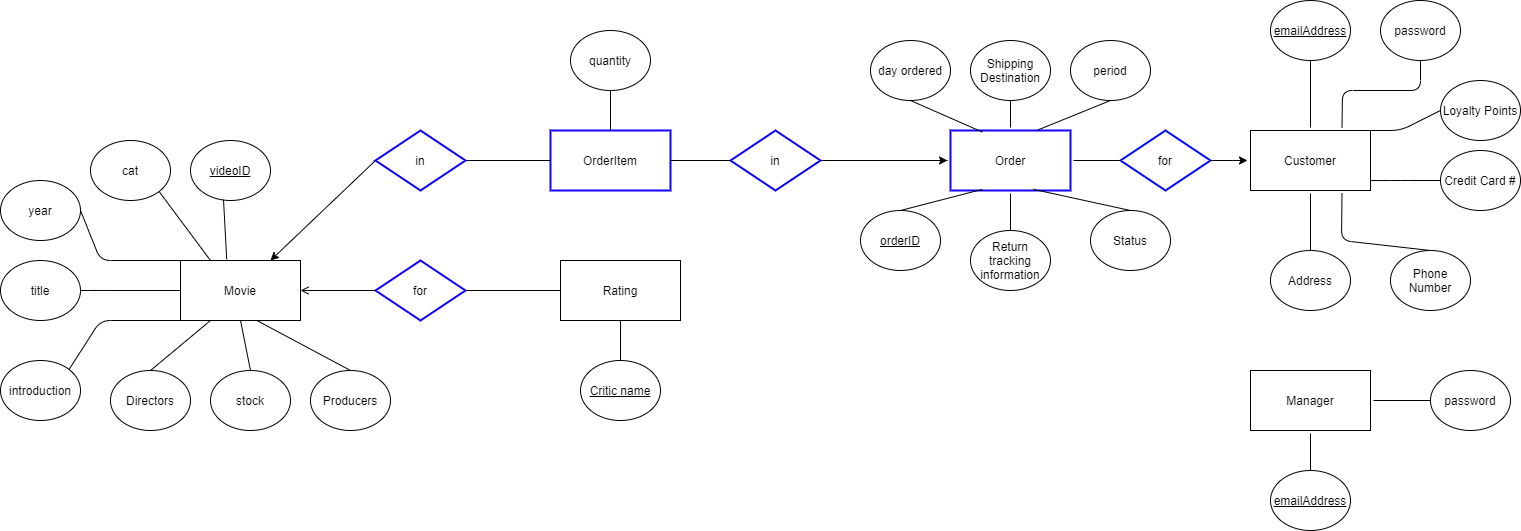 emailAddress
password
quantity
day ordered
Shipping
Destination
period
Loyalty Points
in
OrderItem
in
Order
for
Customer
cat
videoID
Credit Card #
year
orderID
Return
tracking
information
Status
Address
Phone
Number
title
Movie
for
Rating
introduction
Directors
stock
Producers
Critic name
Manager
password
emailAddress